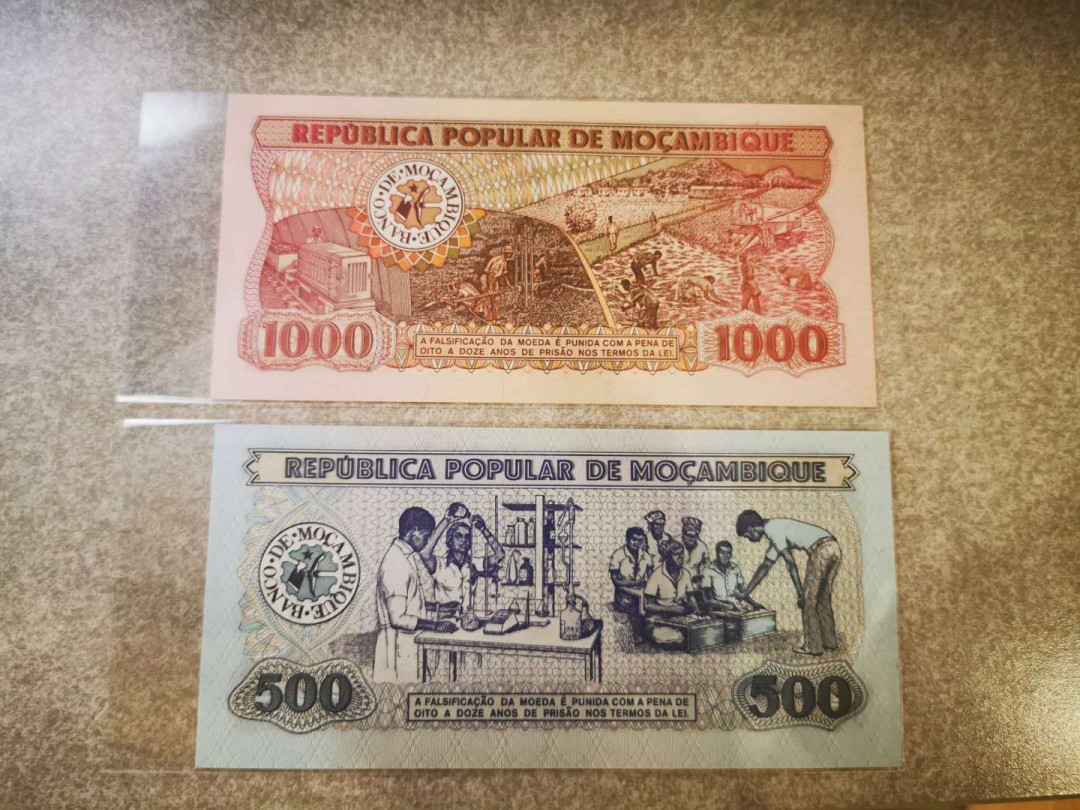 REPÚBLICA POPULAR DE MOÇAMBIQUE
BANCO•DE•MOÇAMBIQUE•
1000
A FALSIFICAÇÃO DA MOEDA É PUNIDA COM A PENA DE
OITO A DOZE ANOS DE PRISÃO NOS TERMOS DA LEI.
1000
REPÚBLICA POPULAR DE MOÇAMBIQUE
BANCO•DE•MOÇAMBIQUE•
500
A FALSIFICAÇÃO DA MOEDA É PUNIDA COM A PENA DE
OITO A DOZE ANOS DE PRISÃO NOS TERMOS DA LEI.
500